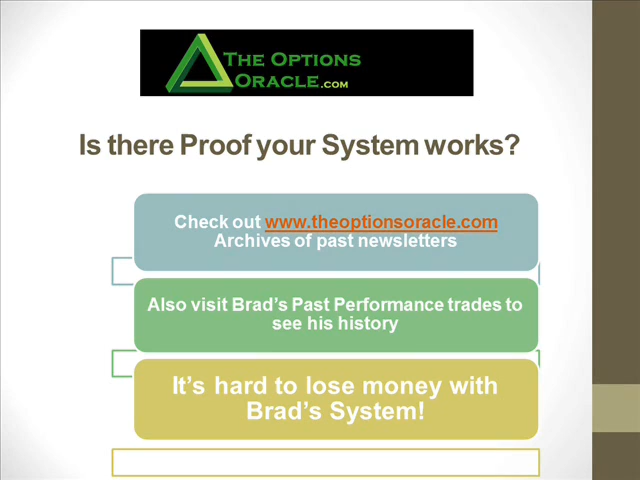 The Options
Oracle.com
Is there Proof your System works?
Check out www.theoptionsoracle.com
Archives of past newsletters
Also visit Brad's Past Performance trades to
see his history
It's hard to lose money with
Brad's System!